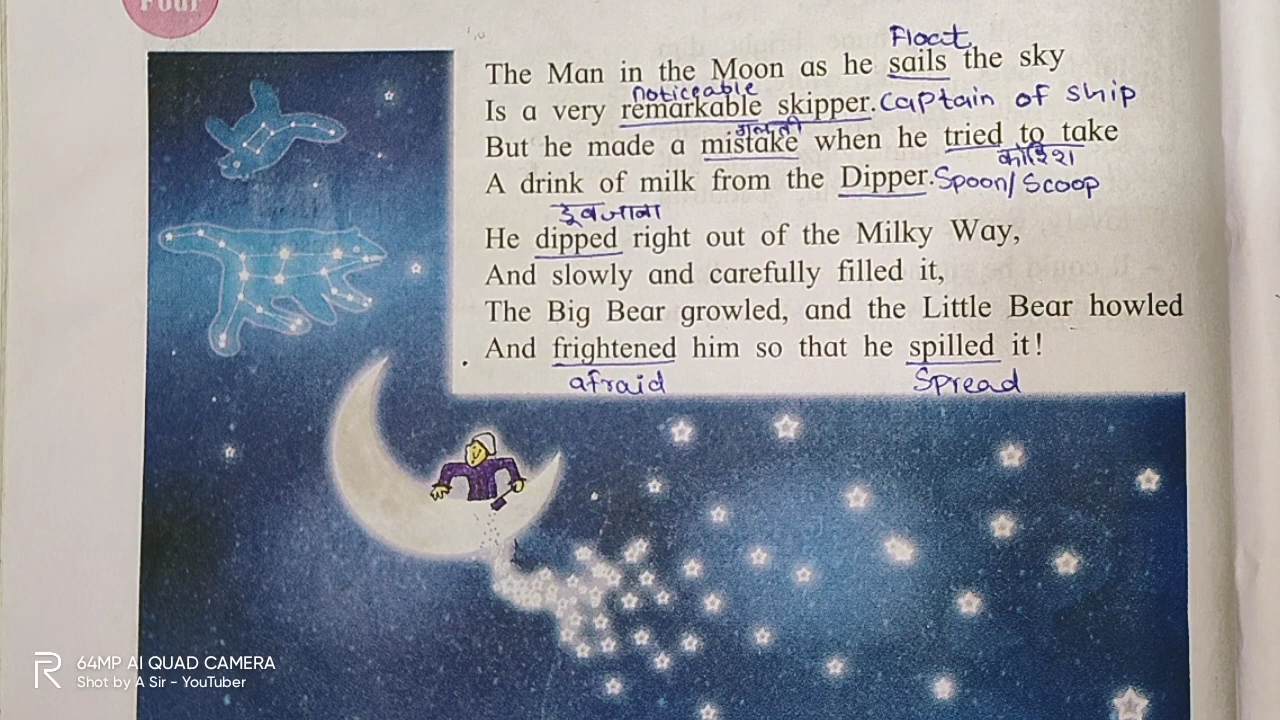 Four
Float
The Man in the Moon as he sails the sky
noticeable
Is a very remarkable skipper. Captain of ship
गलती
But he made a mistake when he tried to take
कोशिश
A drink of milk from the Dipper. Spoon/Scoop
डूब जाना
He dipped right out of the Milky Way,
And slowly and carefully filled it,
The Big Bear growled, and the Little Bear howled
And frightened him so that he spilled it!
afraid Spread
64MP AI QUAD CAMERA
Shot by A Sir - YouTuber